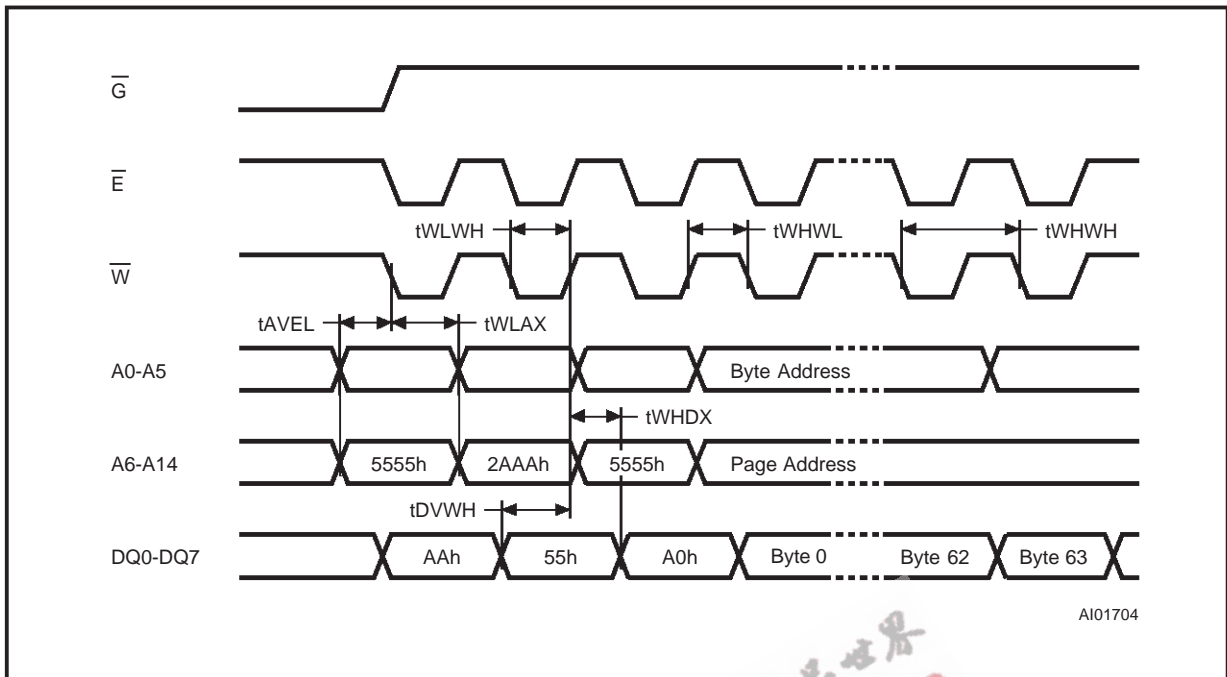 G
E
tWLWH
tWHWL
tWHWH
W
tAVEL
tWLAX
A0-A5
Byte Address
tWHDX
A6-A14
5555h
2AAAh
5555h
Page Address
tDVWH
DQ0-DQ7
AAh
55h
A0h
Byte 0
Byte 62
Byte 63
AI01704